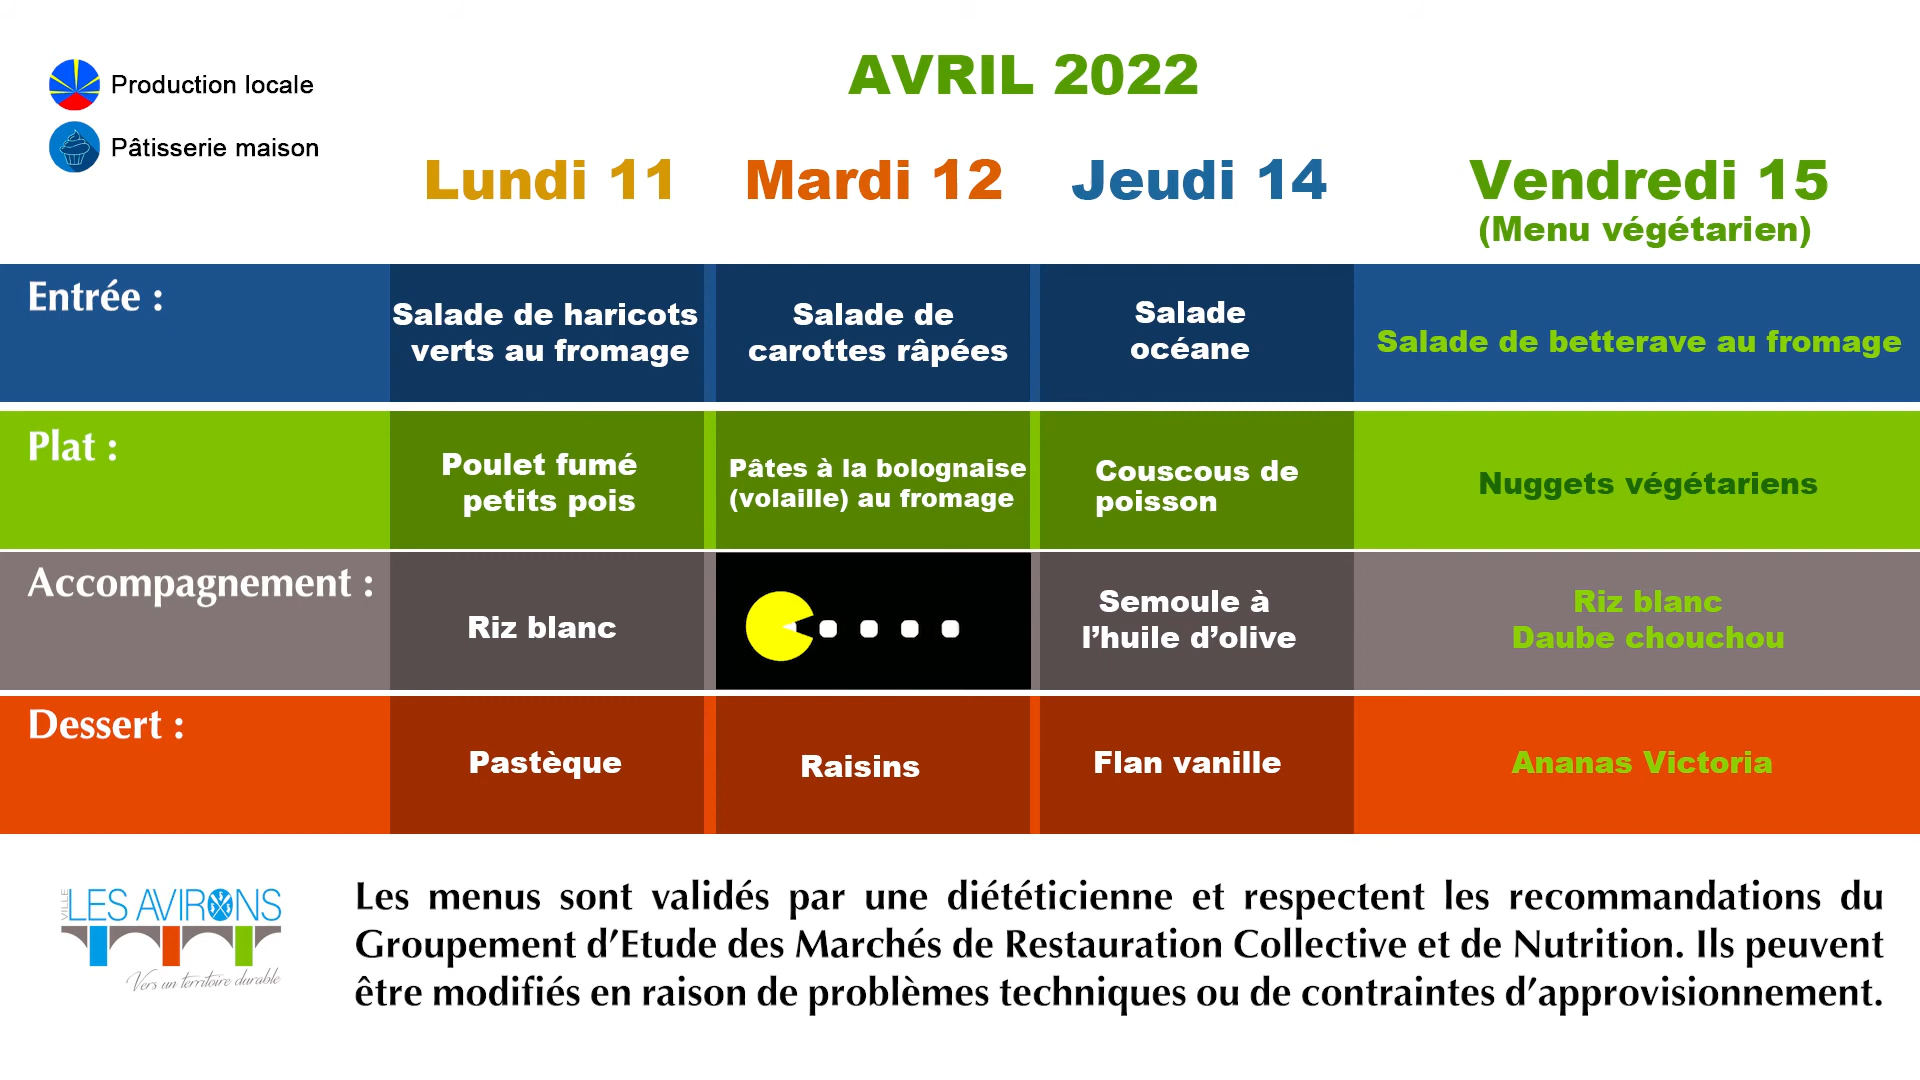 Production locale
Pâtisserie maison
AVRIL 2022
Lundi 11
Mardi 12
Jeudi 14
Vendredi 15
(Menu végétarien)
Entrée :
Salade de haricots
verts au fromage
Salade de
carottes râpées
Salade
océane
Salade de betterave au fromage
Plat :
Poulet fumé
petits pois
Pâtes à la bolognaise
(volaille) au fromage
Couscous de
poisson
Nuggets végétariens
Accompagnement :
Riz blanc
Semoule à
l’huile d’olive
Riz blanc
Daube chouchou
Dessert :
Pastèque
Raisins
Flan vanille
Ananas Victoria
VILLE
LES AVIRONS
Vers un territoire durable
Les menus sont validés par une diététicienne et respectent les recommandations du
Groupement d’Etude des Marchés de Restauration Collective et de Nutrition. Ils peuvent
être modifiés en raison de problèmes techniques ou de contraintes d’approvisionnement.